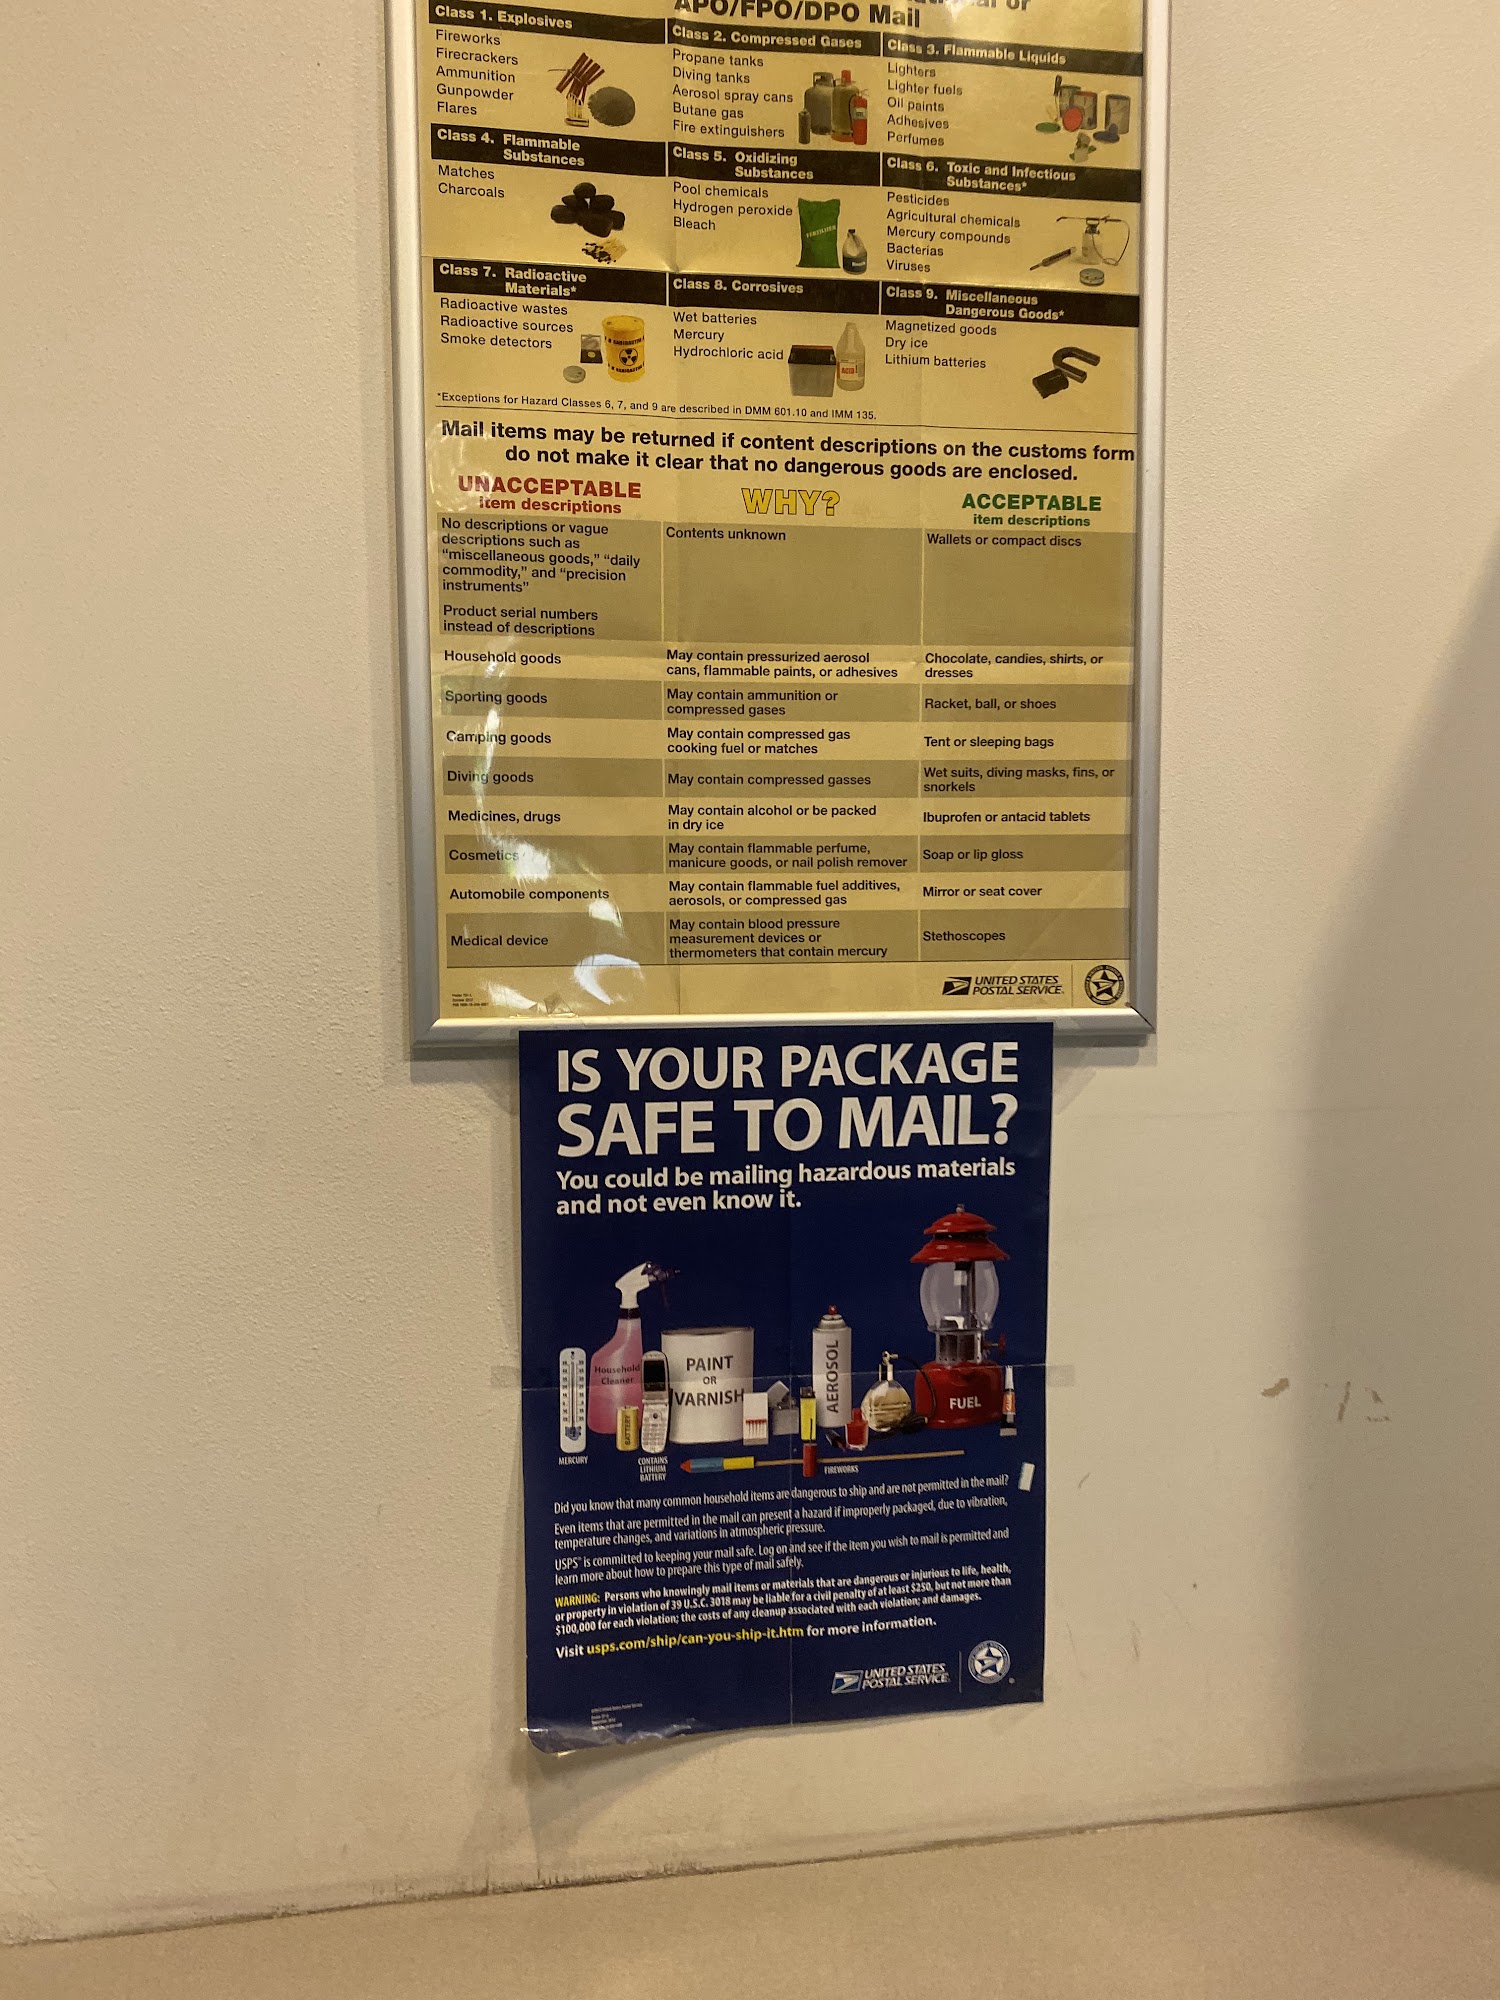 APO/FPO/DPO Mail
Class 1. Explosives
Fireworks
Firecrackers
Ammunition
Gunpowder
Flares
Class 2. Compressed Gases
Propane tanks
Diving tanks
Aerosol spray cans
Butane gas
Fire extinguishers
Class 3. Flammable Liquids
Lighters
Lighter fuels
Oil paints
Adhesives
Perfumes
Class 4. Flammable
Substances
Matches
Charcoals
Class 5. Oxidizing
Substances
Pool chemicals
Hydrogen peroxide
Bleach
FERTILIZER
Class 6. Toxic and Infectious
Substances*
Pesticides
Agricultural chemicals
Mercury compounds
Bacterias
Viruses
Class 7. Radioactive
Materials*
Radioactive wastes
Radioactive sources
Smoke detectors
Class 8. Corrosives
Wet batteries
Mercury
Hydrochloric acid
ACID
Class 9. Miscellaneous
Dangerous Goods*
Magnetized goods
Dry ice
Lithium batteries
*Exceptions for Hazard Classes 6, 7, and 9 are described in DMM 601.10 and IMM 135.
Mail items may be returned if content descriptions on the customs form
do not make it clear that no dangerous goods are enclosed.
UNACCEPTABLE
item descriptions
WHY?
ACCEPTABLE
item descriptions
No descriptions or vague
descriptions such as
“miscellaneous goods,” “daily
commodity,” and “precision
instruments”
Product serial numbers
instead of descriptions
Contents unknown
Wallets or compact discs
Household goods
May contain pressurized aerosol
cans, flammable paints, or adhesives
Chocolate, candies, shirts, or
dresses
Sporting goods
May contain ammunition or
compressed gases
Racket, ball, or shoes
Camping goods
May contain compressed gas
cooking fuel or matches
Tent or sleeping bags
Diving goods
May contain compressed gasses
Wet suits, diving masks, fins, or
snorkels
Medicines, drugs
May contain alcohol or be packed
in dry ice
Ibuprofen or antacid tablets
Cosmetics
May contain flammable perfume,
manicure goods, or nail polish remover
Soap or lip gloss
Automobile components
May contain flammable fuel additives,
aerosols, or compressed gas
Mirror or seat cover
Medical device
May contain blood pressure
measurement devices or
thermometers that contain mercury
Stethoscopes
UNITED STATES
POSTAL SERVICE.
IS YOUR PACKAGE
SAFE TO MAIL?
You could be mailing hazardous materials
and not even know it.
Household
Cleaner
PAINT
OR
VARNISH
AEROSOL
FUEL
BATTERY
MERCURY
CONTAINS
LITHIUM
BATTERY
FIREWORKS
Did you know that many common household items are dangerous to ship and are not permitted in the mail?
Even items that are permitted in the mail can present a hazard if improperly packaged, due to vibration,
temperature changes, and variations in atmospheric pressure.
USPS® is committed to keeping your mail safe. Log on and see if the item you wish to mail is permitted and
learn more about how to prepare this type of mail safely.
WARNING: Persons who knowingly mail items or materials that are dangerous or injurious to life, health,
or property in violation of 39 U.S.C. 3018 may be liable for a civil penalty of at least $250, but not more than
$100,000 for each violation; the costs of any cleanup associated with each violation; and damages.
Visit usps.com/ship/can-you-ship-it.htm for more information.
UNITED STATES
POSTAL SERVICE.